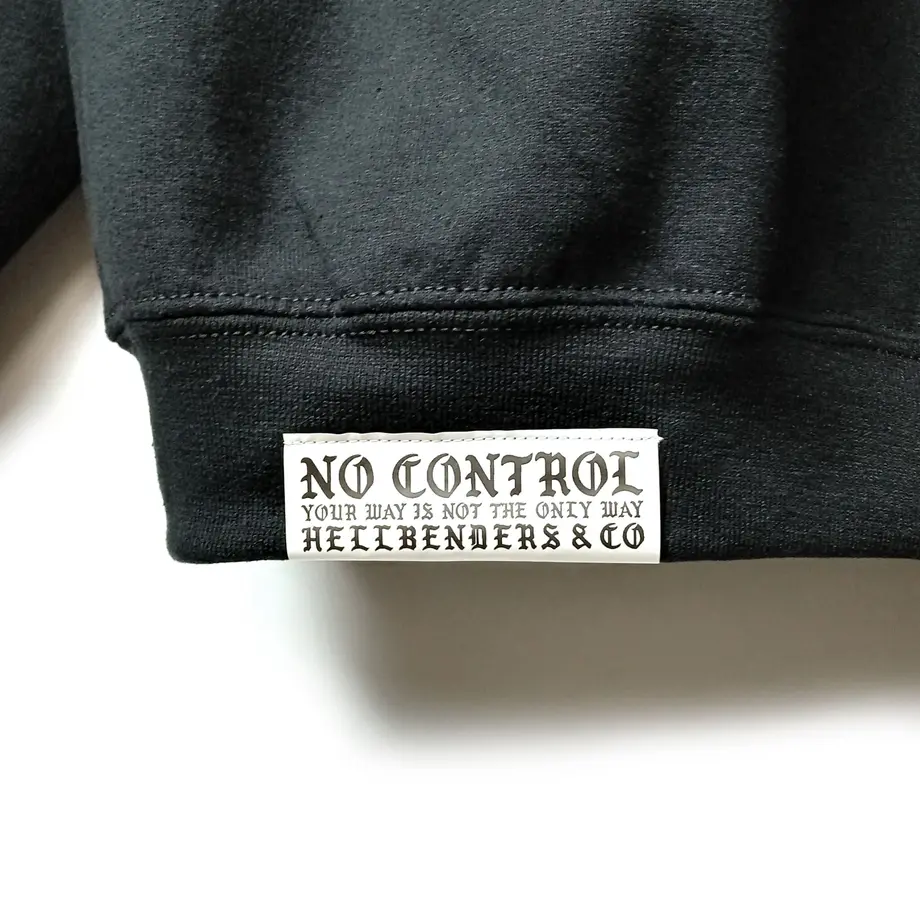 NO CONTROL
YOUR WAY IS NOT THE ONLY WAY
HELLBENDERS & CO